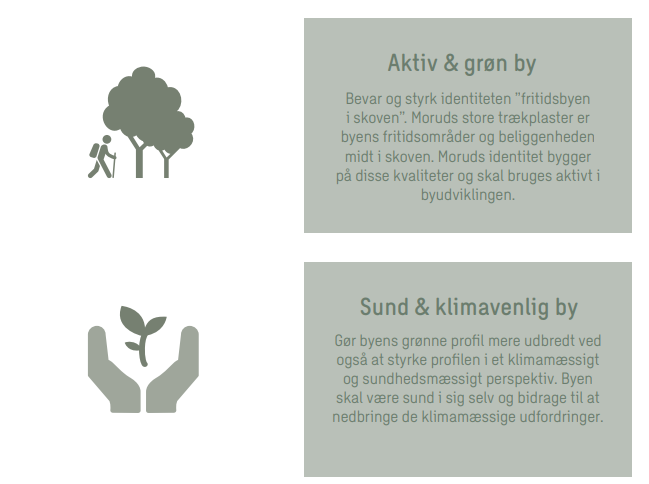 Aktiv & grøn by
Bevar og styrk identiteten "fritidsbyen
i skoven". Moruds store trækplaster er
byens fritidsområder og beliggenheden
midt i skoven. Moruds identitet bygger
på disse kvaliteter og skal bruges aktivt i
byudviklingen.
Sund & klimavenlig by
Gør byens grønne profil mere udbredt ved
også at styrke profilen i et klimamæssigt
og sundhedsmæssigt perspektiv. Byen
skal være sund i sig selv og bidrage til at
nedbringe de klimamæssige udfordringer.